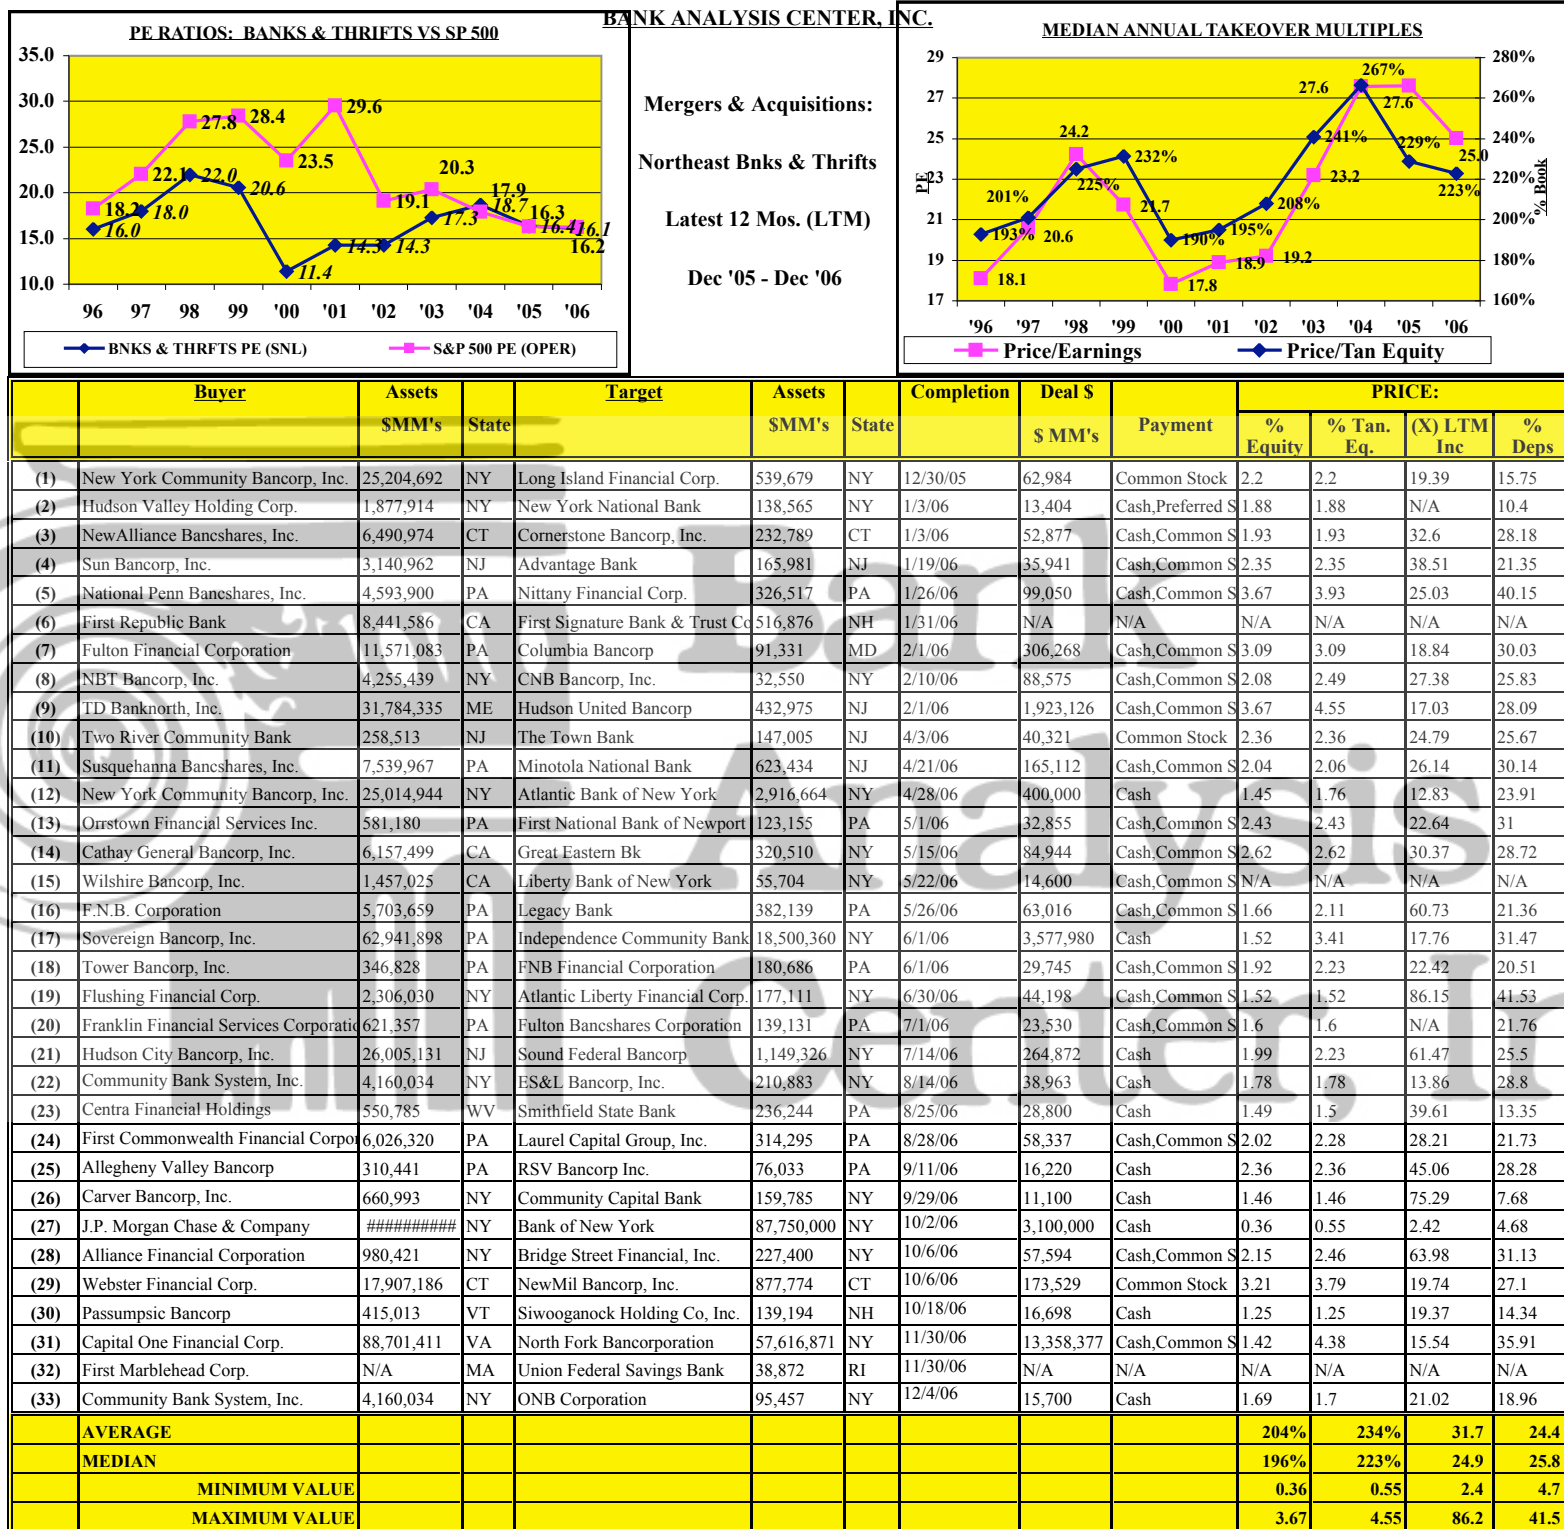 BANK ANALYSIS CENTER, INC.
PE RATIOS: BANKS & THRIFTS VS SP 500
35.0
30.0
25.0
20.0
15.0
10.0
18.2 22.1 27.8 28.4 23.5 29.6 19.1 20.3 17.9 16.3 16.2
16.0 18.0 22.0 20.6 11.4 14.3 14.3 17.3 18.7 16.4 16.1
96 97 98 99 '00 '01 '02 '03 '04 '05 '06
BNKS & THRFTS PE (SNL) S&P 500 PE (OPER)
Mergers & Acquisitions:
Northeast Bnks & Thrifts
Latest 12 Mos. (LTM)
Dec '05 - Dec '06
MEDIAN ANNUAL TAKEOVER MULTIPLES
PE
29
27
25
23
21
19
17
% Book
280%
260%
240%
220%
200%
180%
160%
18.1 20.6 24.2 21.7 17.8 18.9 19.2 23.2 27.6 27.6 25.0
193% 201% 225% 232% 190% 195% 208% 241% 267% 229% 223%
'96 '97 '98 '99 '00 '01 '02 '03 '04 '05 '06
Price/Earnings Price/Tan Equity
Buyer Assets Target Assets Completion Deal $ PRICE:
$MM's State $MM's State $ MM's Payment % Equity % Tan. Eq. (X) LTM Inc % Deps
(1) New York Community Bancorp, Inc. 25,204,692 NY Long Island Financial Corp. 539,679 NY 12/30/05 62,984 Common Stock 2.2 2.2 19.39 15.75
(2) Hudson Valley Holding Corp. 1,877,914 NY New York National Bank 138,565 NY 1/3/06 13,404 Cash,Preferred S 1.88 1.88 N/A 10.4
(3) NewAlliance Bancshares, Inc. 6,490,974 CT Cornerstone Bancorp, Inc. 232,789 CT 1/3/06 52,877 Cash,Common S 1.93 1.93 32.6 28.18
(4) Sun Bancorp, Inc. 3,140,962 NJ Advantage Bank 165,981 NJ 1/19/06 35,941 Cash,Common S 2.35 2.35 38.51 21.35
(5) National Penn Bancshares, Inc. 4,593,900 PA Nittany Financial Corp. 326,517 PA 1/26/06 99,050 Cash,Common S 3.67 3.93 25.03 40.15
(6) First Republic Bank 8,441,586 CA First Signature Bank & Trust Co 516,876 NH 1/31/06 N/A N/A N/A N/A N/A N/A
(7) Fulton Financial Corporation 11,571,083 PA Columbia Bancorp 91,331 MD 2/1/06 306,268 Cash,Common S 3.09 3.09 18.84 30.03
(8) NBT Bancorp, Inc. 4,255,439 NY CNB Bancorp, Inc. 32,550 NY 2/10/06 88,575 Cash,Common S 2.08 2.49 27.38 25.83
(9) TD Banknorth, Inc. 31,784,335 ME Hudson United Bancorp 432,975 NJ 2/1/06 1,923,126 Cash,Common S 3.67 4.55 17.03 28.09
(10) Two River Community Bank 258,513 NJ The Town Bank 147,005 NJ 4/3/06 40,321 Common Stock 2.36 2.36 24.79 25.67
(11) Susquehanna Bancshares, Inc. 7,539,967 PA Minotola National Bank 623,434 NJ 4/21/06 165,112 Cash,Common S 2.04 2.06 26.14 30.14
(12) New York Community Bancorp, Inc. 25,014,944 NY Atlantic Bank of New York 2,916,664 NY 4/28/06 400,000 Cash 1.45 1.76 12.83 23.91
(13) Orrstown Financial Services Inc. 581,180 PA First National Bank of Newport 123,155 PA 5/1/06 32,855 Cash,Common S 2.43 2.43 22.64 31
(14) Cathay General Bancorp, Inc. 6,157,499 CA Great Eastern Bk 320,510 NY 5/15/06 84,944 Cash,Common S 2.62 2.62 30.37 28.72
(15) Wilshire Bancorp, Inc. 1,457,025 CA Liberty Bank of New York 55,704 NY 5/22/06 14,600 Cash,Common S N/A N/A N/A N/A
(16) F.N.B. Corporation 5,703,659 PA Legacy Bank 382,139 PA 5/26/06 63,016 Cash,Common S 1.66 2.11 60.73 21.36
(17) Sovereign Bancorp, Inc. 62,941,898 PA Independence Community Bank 18,500,360 NY 6/1/06 3,577,980 Cash 1.52 3.41 17.76 31.47
(18) Tower Bancorp, Inc. 346,828 PA FNB Financial Corporation 180,686 PA 6/1/06 29,745 Cash,Common S 1.92 2.23 22.42 20.51
(19) Flushing Financial Corp. 2,306,030 NY Atlantic Liberty Financial Corp. 177,111 NY 6/30/06 44,198 Cash,Common S 1.52 1.52 86.15 41.53
(20) Franklin Financial Services Corporatio 621,357 PA Fulton Bancshares Corporation 139,131 PA 7/1/06 23,530 Cash,Common S 1.6 1.6 N/A 21.76
(21) Hudson City Bancorp, Inc. 26,005,131 NJ Sound Federal Bancorp 1,149,326 NY 7/14/06 264,872 Cash 1.99 2.23 61.47 25.5
(22) Community Bank System, Inc. 4,160,034 NY ES&L Bancorp, Inc. 210,883 NY 8/14/06 38,963 Cash 1.78 1.78 13.86 28.8
(23) Centra Financial Holdings 550,785 WV Smithfield State Bank 236,244 PA 8/25/06 28,800 Cash 1.49 1.5 39.61 13.35
(24) First Commonwealth Financial Corpor 6,026,320 PA Laurel Capital Group, Inc. 314,295 PA 8/28/06 58,337 Cash,Common S 2.02 2.28 28.21 21.73
(25) Allegheny Valley Bancorp 310,441 PA RSV Bancorp Inc. 76,033 PA 9/11/06 16,220 Cash 2.36 2.36 45.06 28.28
(26) Carver Bancorp, Inc. 660,993 NY Community Capital Bank 159,785 NY 9/29/06 11,100 Cash 1.46 1.46 75.29 7.68
(27) J.P. Morgan Chase & Company ########## NY Bank of New York 87,750,000 NY 10/2/06 3,100,000 Cash 0.36 0.55 2.42 4.68
(28) Alliance Financial Corporation 980,421 NY Bridge Street Financial, Inc. 227,400 NY 10/6/06 57,594 Cash,Common S 2.15 2.46 63.98 31.13
(29) Webster Financial Corp. 17,907,186 CT NewMil Bancorp, Inc. 877,774 CT 10/6/06 173,529 Common Stock 3.21 3.79 19.74 27.1
(30) Passumpsic Bancorp 415,013 VT Siwooganock Holding Co, Inc. 139,194 NH 10/18/06 16,698 Cash 1.25 1.25 19.37 14.34
(31) Capital One Financial Corp. 88,701,411 VA North Fork Bancorporation 57,616,871 NY 11/30/06 13,358,377 Cash,Common S 1.42 4.38 15.54 35.91
(32) First Marblehead Corp. N/A MA Union Federal Savings Bank 38,872 RI 11/30/06 N/A N/A N/A N/A N/A N/A
(33) Community Bank System, Inc. 4,160,034 NY ONB Corporation 95,457 NY 12/4/06 15,700 Cash 1.69 1.7 21.02 18.96
AVERAGE 204% 234% 31.7 24.4
MEDIAN 196% 223% 24.9 25.8
MINIMUM VALUE 0.36 0.55 2.4 4.7
MAXIMUM VALUE 3.67 4.55 86.2 41.5
Bank
Analysis
Center, In